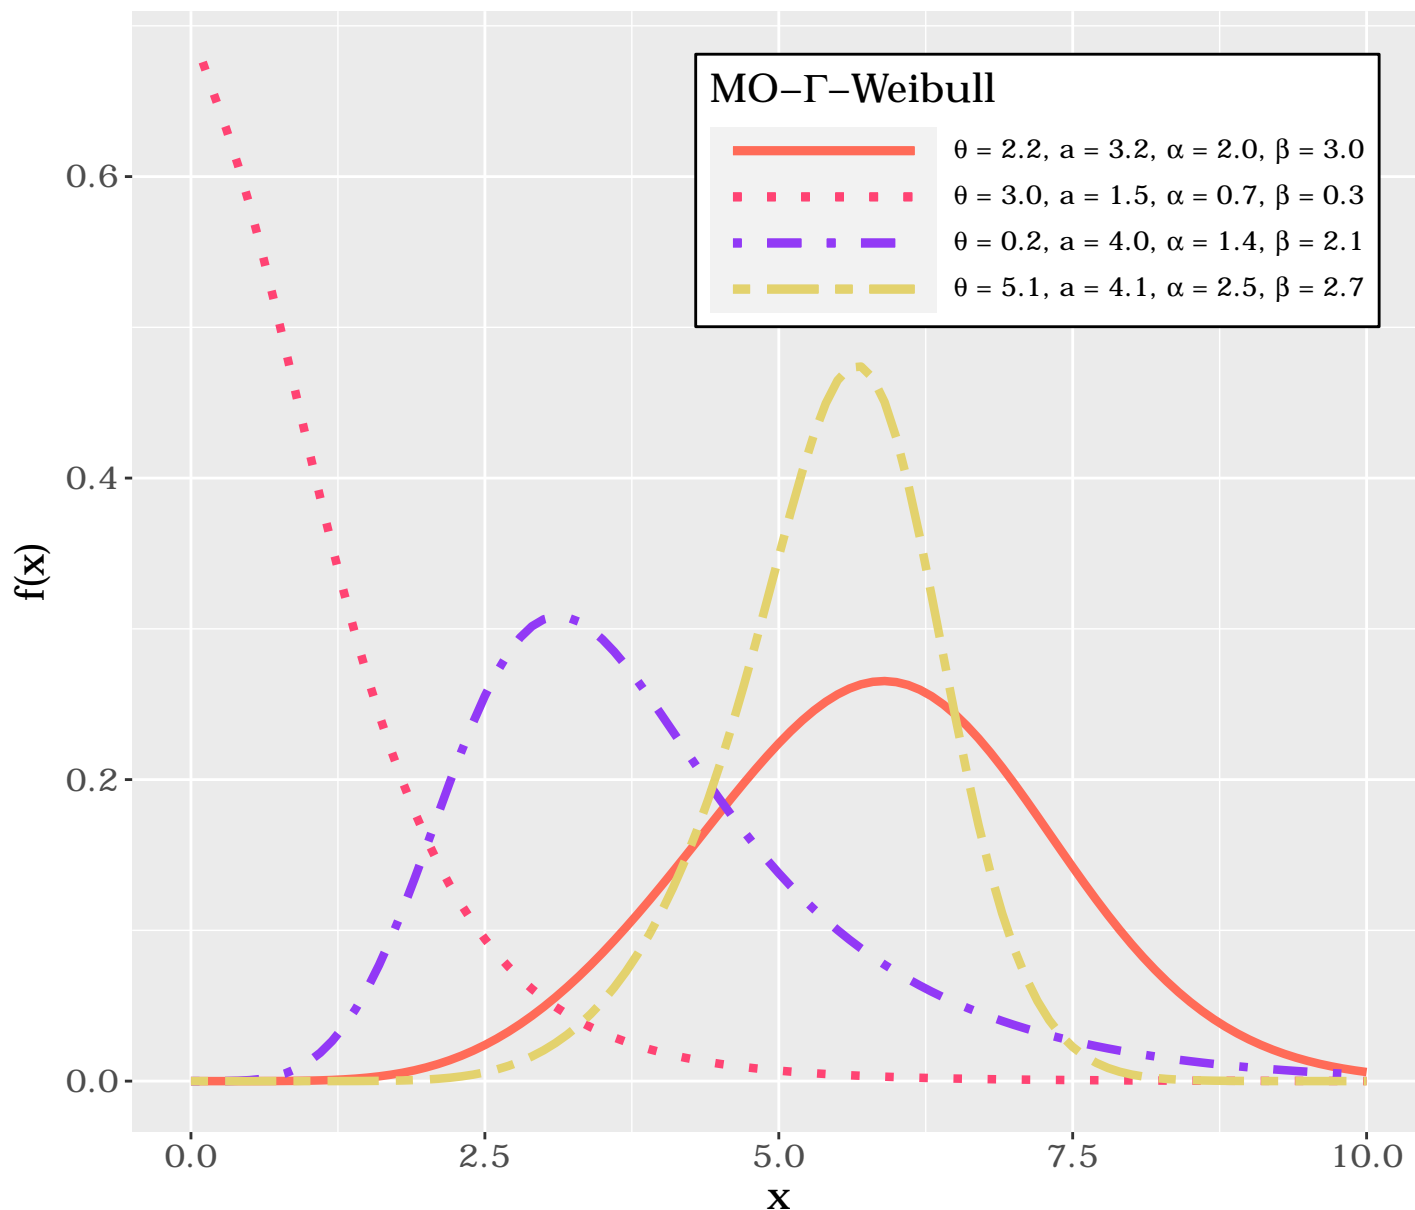 MO–Γ–Weibull
θ = 2.2, a = 3.2, α = 2.0, β = 3.0
θ = 3.0, a = 1.5, α = 0.7, β = 0.3
θ = 0.2, a = 4.0, α = 1.4, β = 2.1
θ = 5.1, a = 4.1, α = 2.5, β = 2.7
0.6
0.4
0.2
0.0
f(x)
0.0 2.5 5.0 7.5 10.0
x